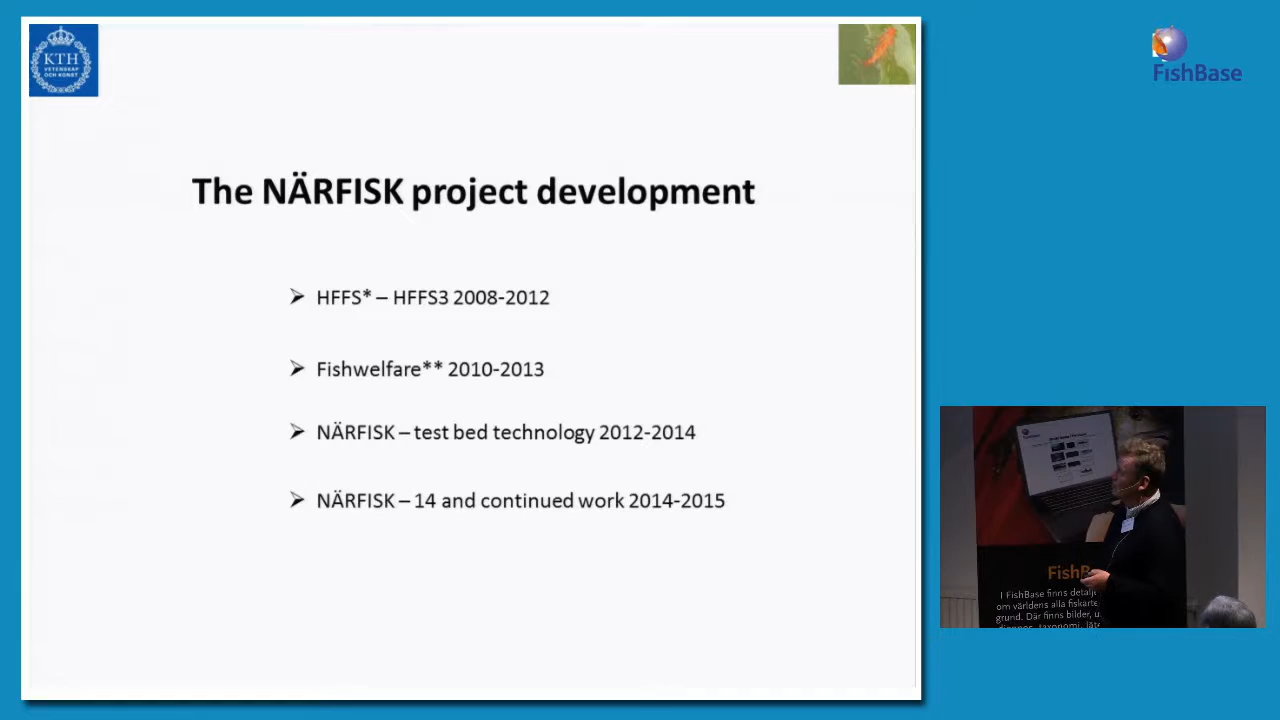 KTH
VETENSKAP
OCH KONST
FishBase
The NÄRFISK project development
HFFS* – HFFS3 2008-2012
Fishwelfare** 2010-2013
NÄRFISK – test bed technology 2012-2014
NÄRFISK – 14 and continued work 2014-2015
FishB
I FishBase finns detalje
om världens alla fiskarte
grund. Där finns bilder, u